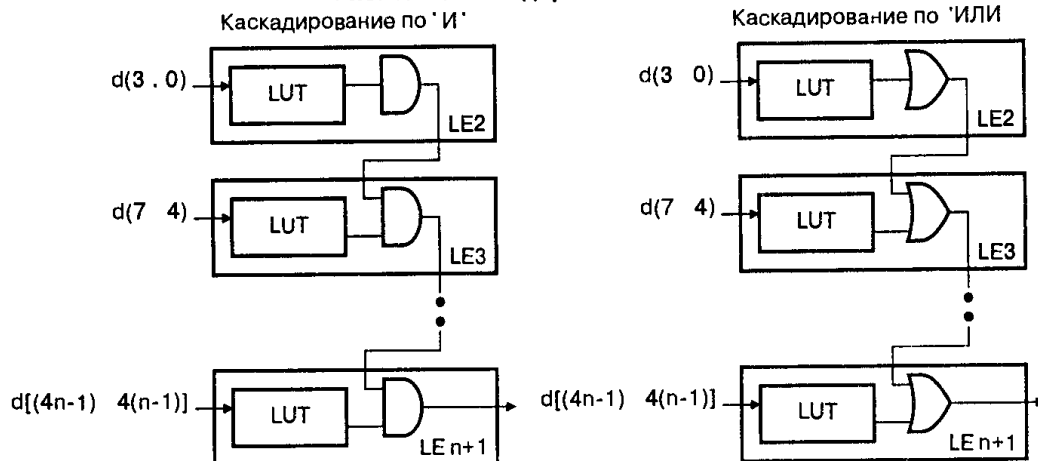 Каскадирование по 'И'
d(3 . 0)
LUT
LE2
d(7 4)
LUT
LE3
d[(4n-1) 4(n-1)]
LUT
LE n+1
Каскадирование по 'ИЛИ
d(3 0)
LUT
LE2
d(7 4)
LUT
LE3
d[(4n-1) 4(n-1)]
LUT
LE n+1